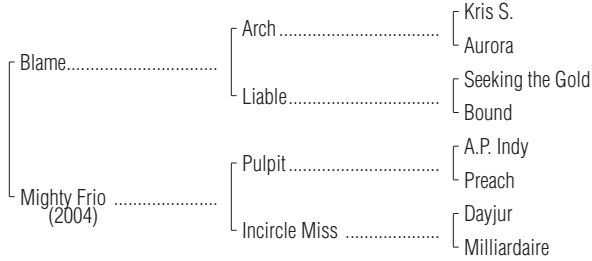 Kris S.
Arch
Aurora
Blame
Seeking the Gold
Liable
Bound
A.P. Indy
Pulpit
Preach
Mighty Frio
(2004)
Dayjur
Incircle Miss
Milliardaire